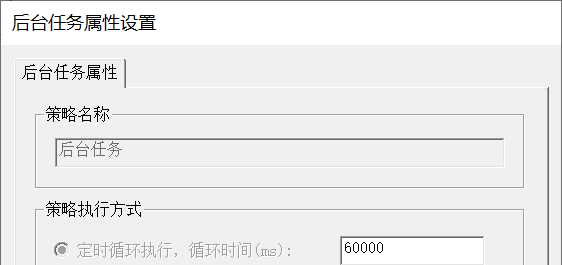 后台任务属性设置
后台任务属性
策略名称
后台任务
策略执行方式
定时循环执行，循环时间(ms): 60000